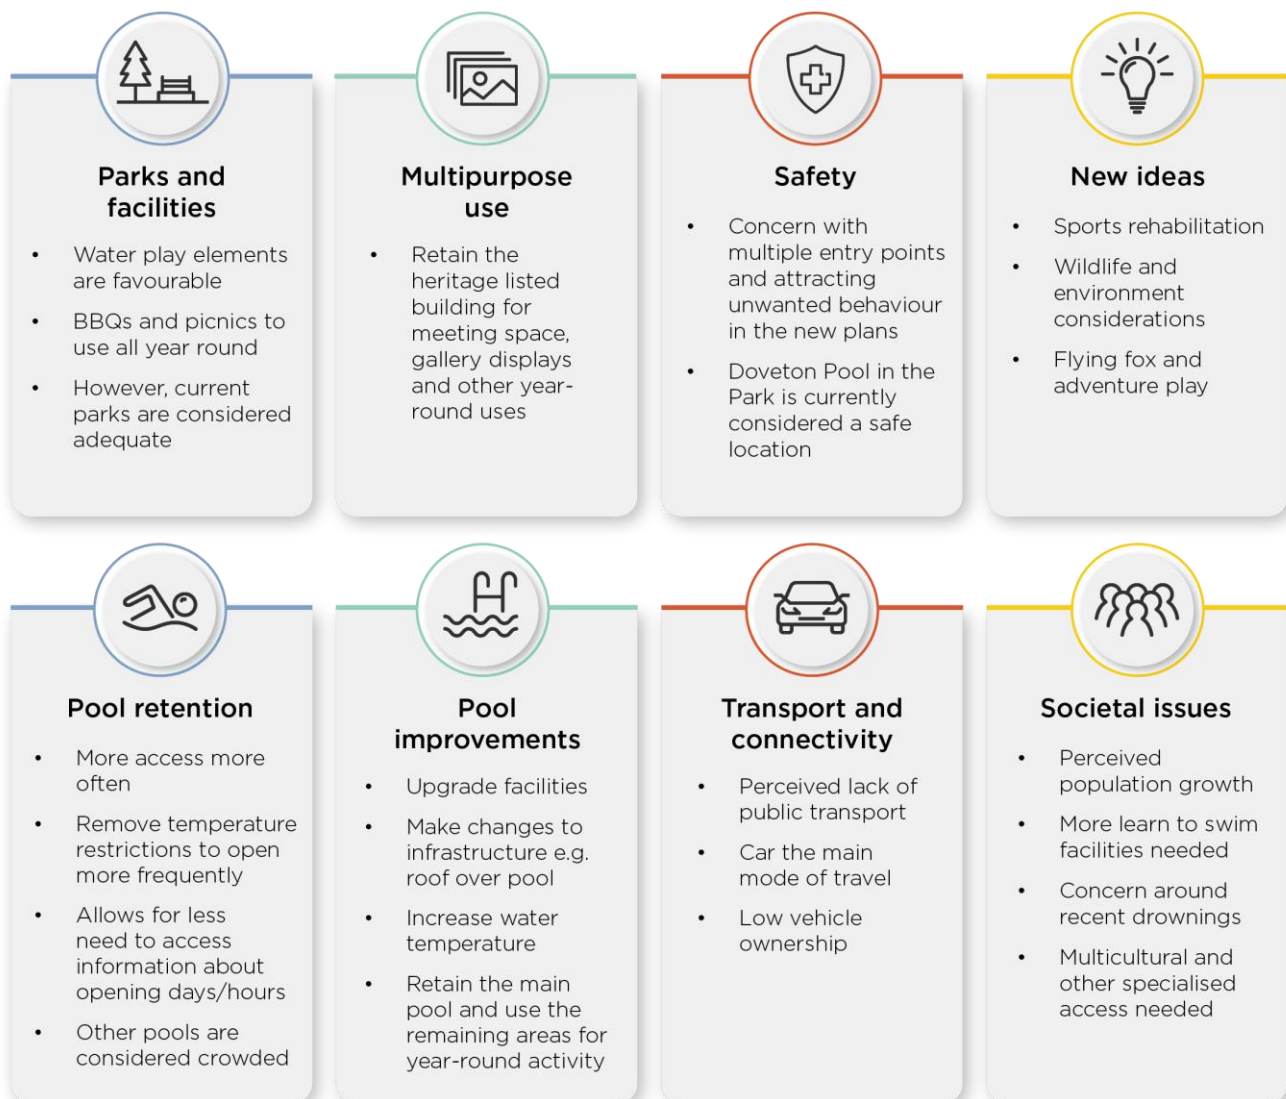 Parks and
facilities
• Water play elements
are favourable
• BBQs and picnics to
use all year round
• However, current
parks are considered
adequate
Multipurpose
use
• Retain the
heritage listed
building for
meeting space,
gallery displays
and other year-
round uses
Safety
• Concern with
multiple entry points
and attracting
unwanted behaviour
in the new plans
• Doveton Pool in the
Park is currently
considered a safe
location
New ideas
• Sports rehabilitation
• Wildlife and
environment
considerations
• Flying fox and
adventure play
Pool retention
• More access more
often
• Remove temperature
restrictions to open
more frequently
• Allows for less
need to access
information about
opening days/hours
• Other pools are
considered crowded
Pool
improvements
• Upgrade facilities
• Make changes to
infrastructure e.g.
roof over pool
• Increase water
temperature
• Retain the main
pool and use the
remaining areas for
year-round activity
Transport and
connectivity
• Perceived lack of
public transport
• Car the main
mode of travel
• Low vehicle
ownership
Societal issues
• Perceived
population growth
• More learn to swim
facilities needed
• Concern around
recent drownings
• Multicultural and
other specialised
access needed